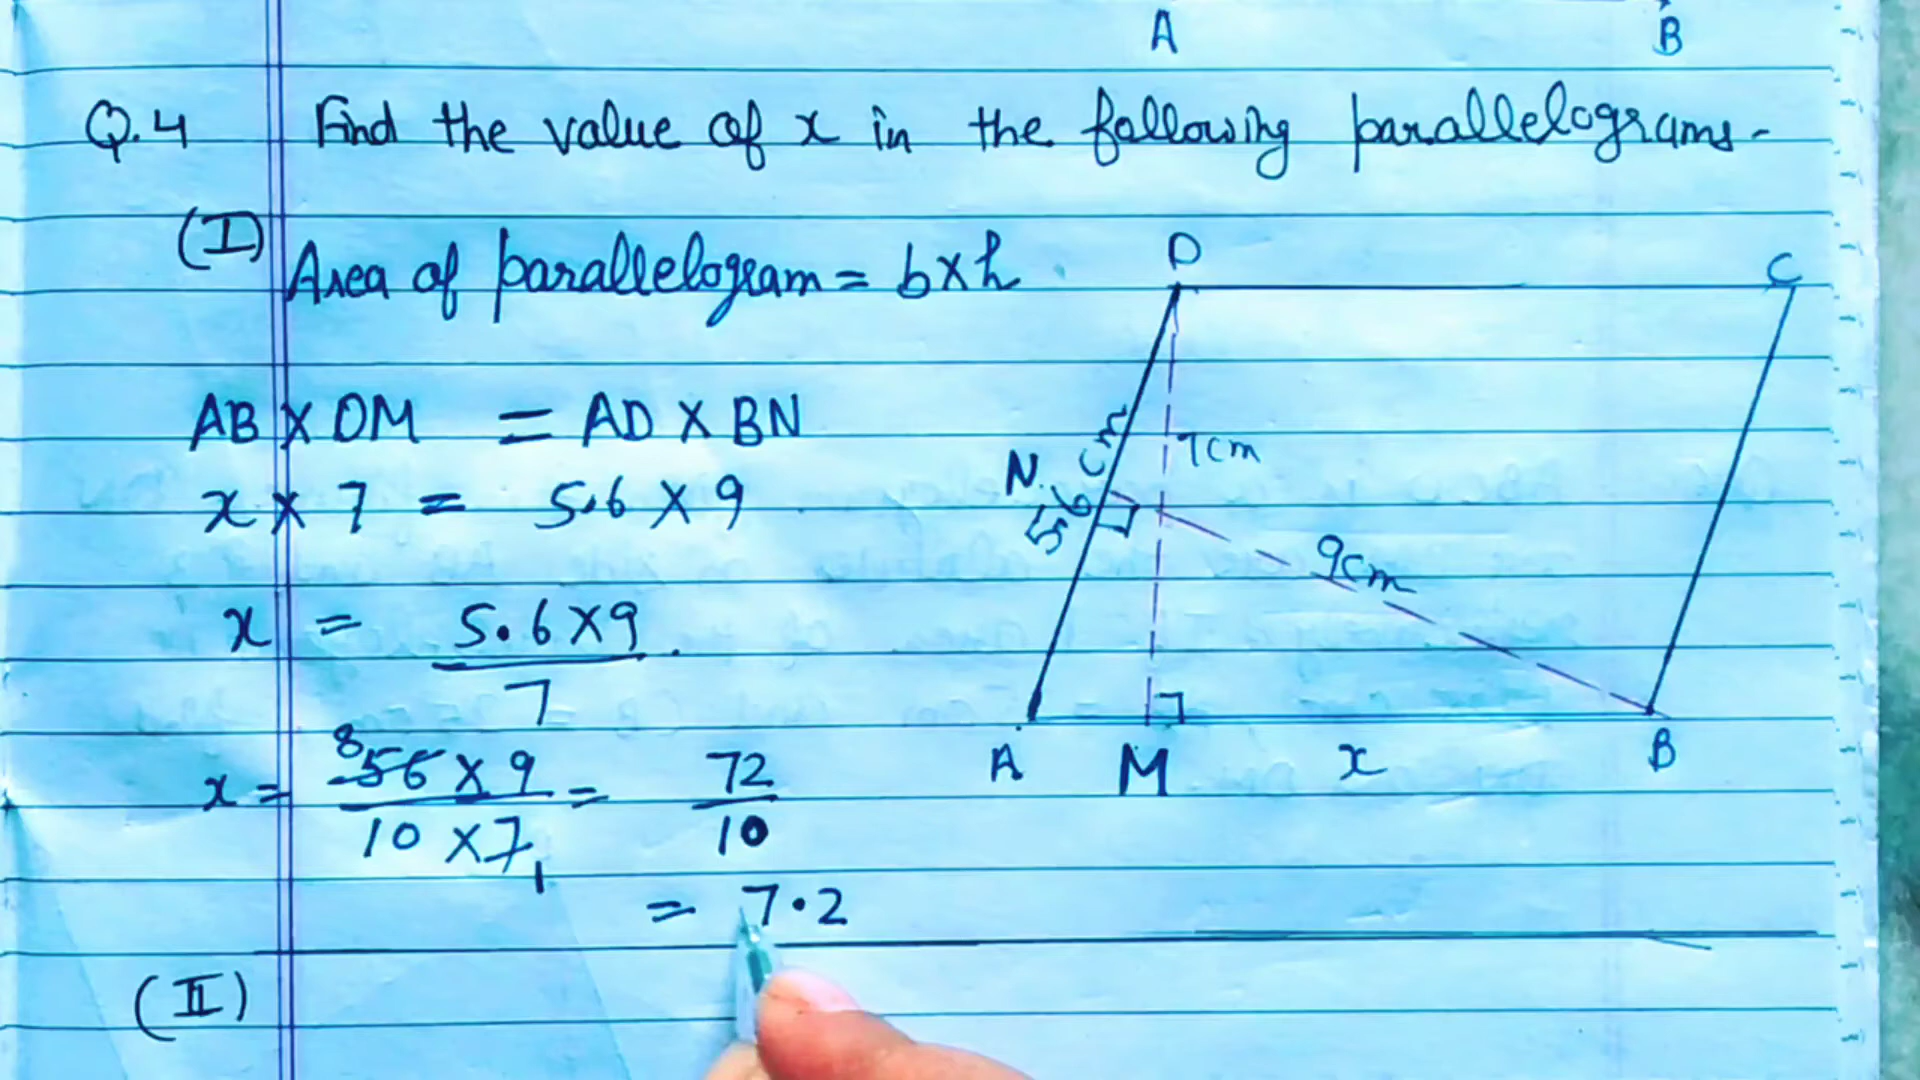 A B
Q.4 Find the value of x in the following parallelograms-
(I) Area of parallelogram = b×h
D C
AB × DM = AD × BN
N 5.6 cm 7cm
x × 7 = 5.6 × 9
9cm
x = 5.6×9
7
A M x B
x = 8 56 × 9 = 72
10 ×7 1 10
= 7.2
(II)